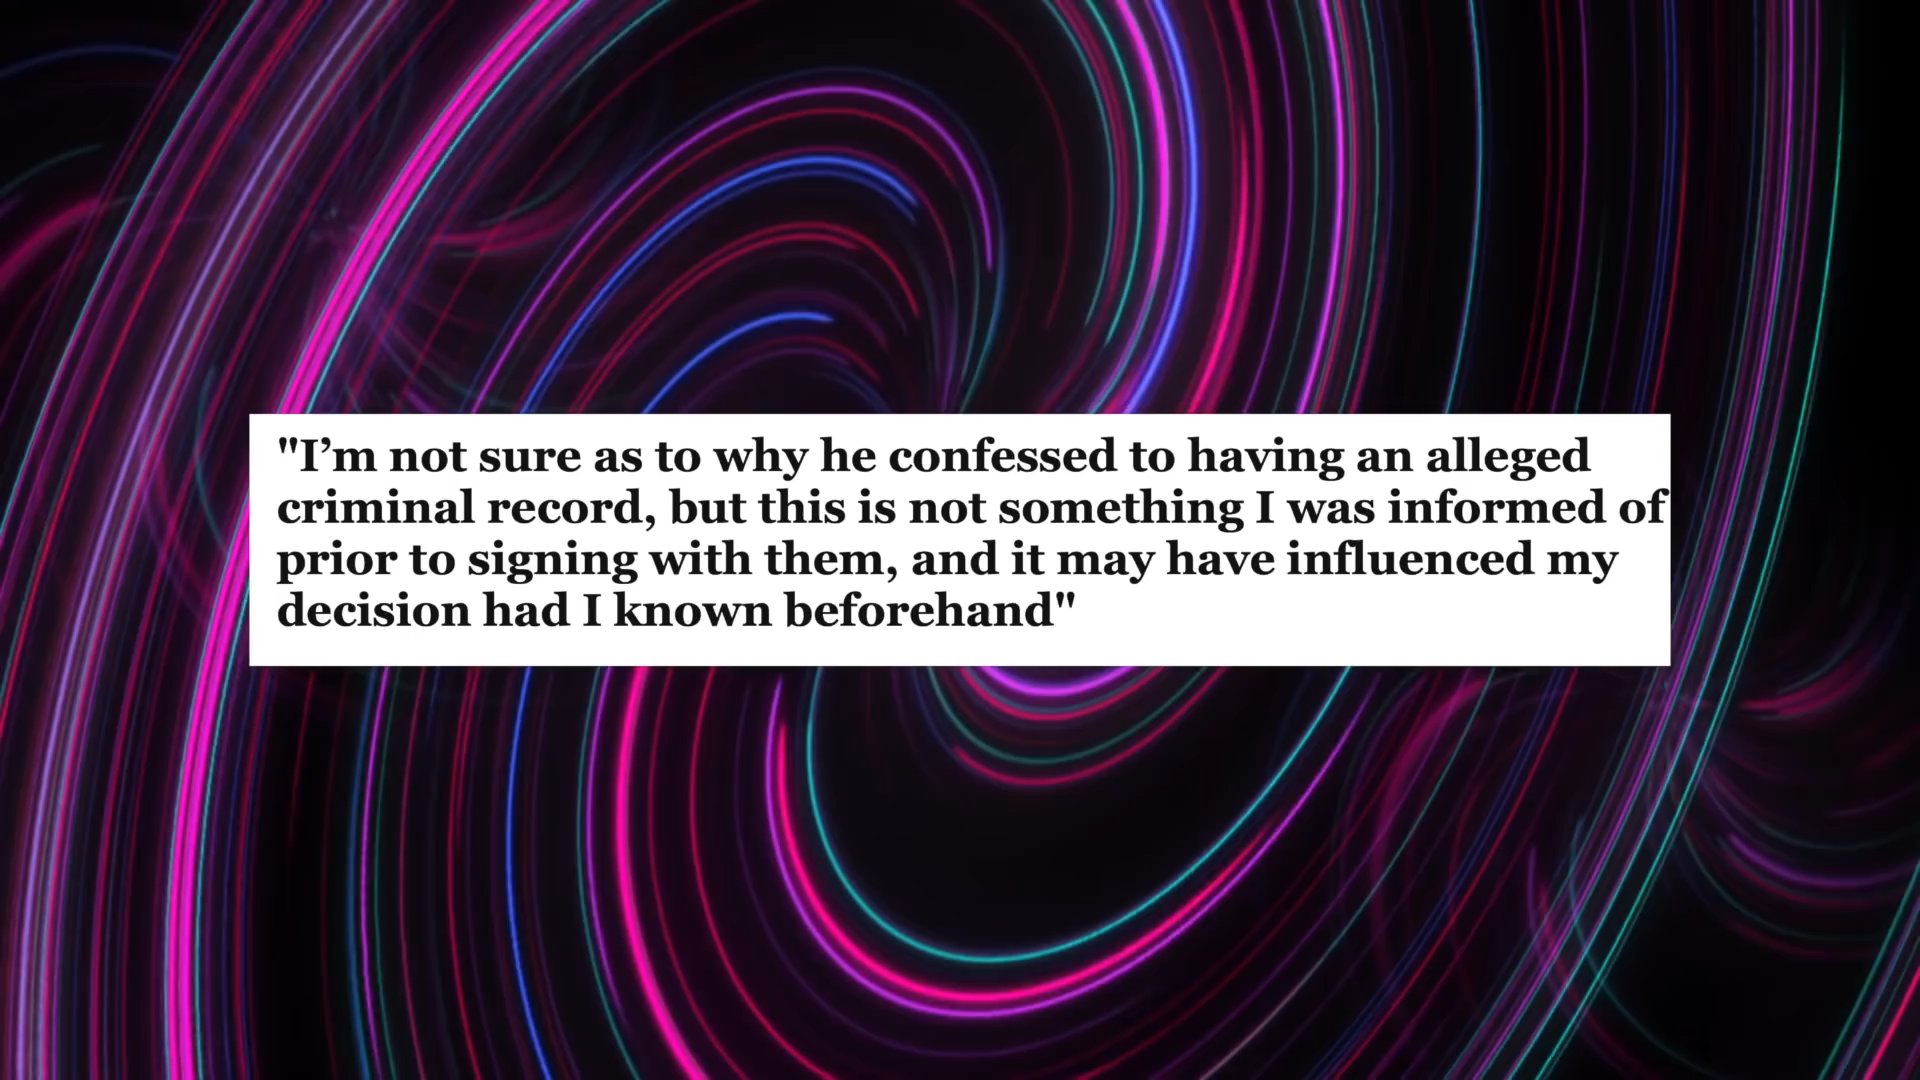 "I’m not sure as to why he confessed to having an alleged
criminal record, but this is not something I was informed of
prior to signing with them, and it may have influenced my
decision had I known beforehand"